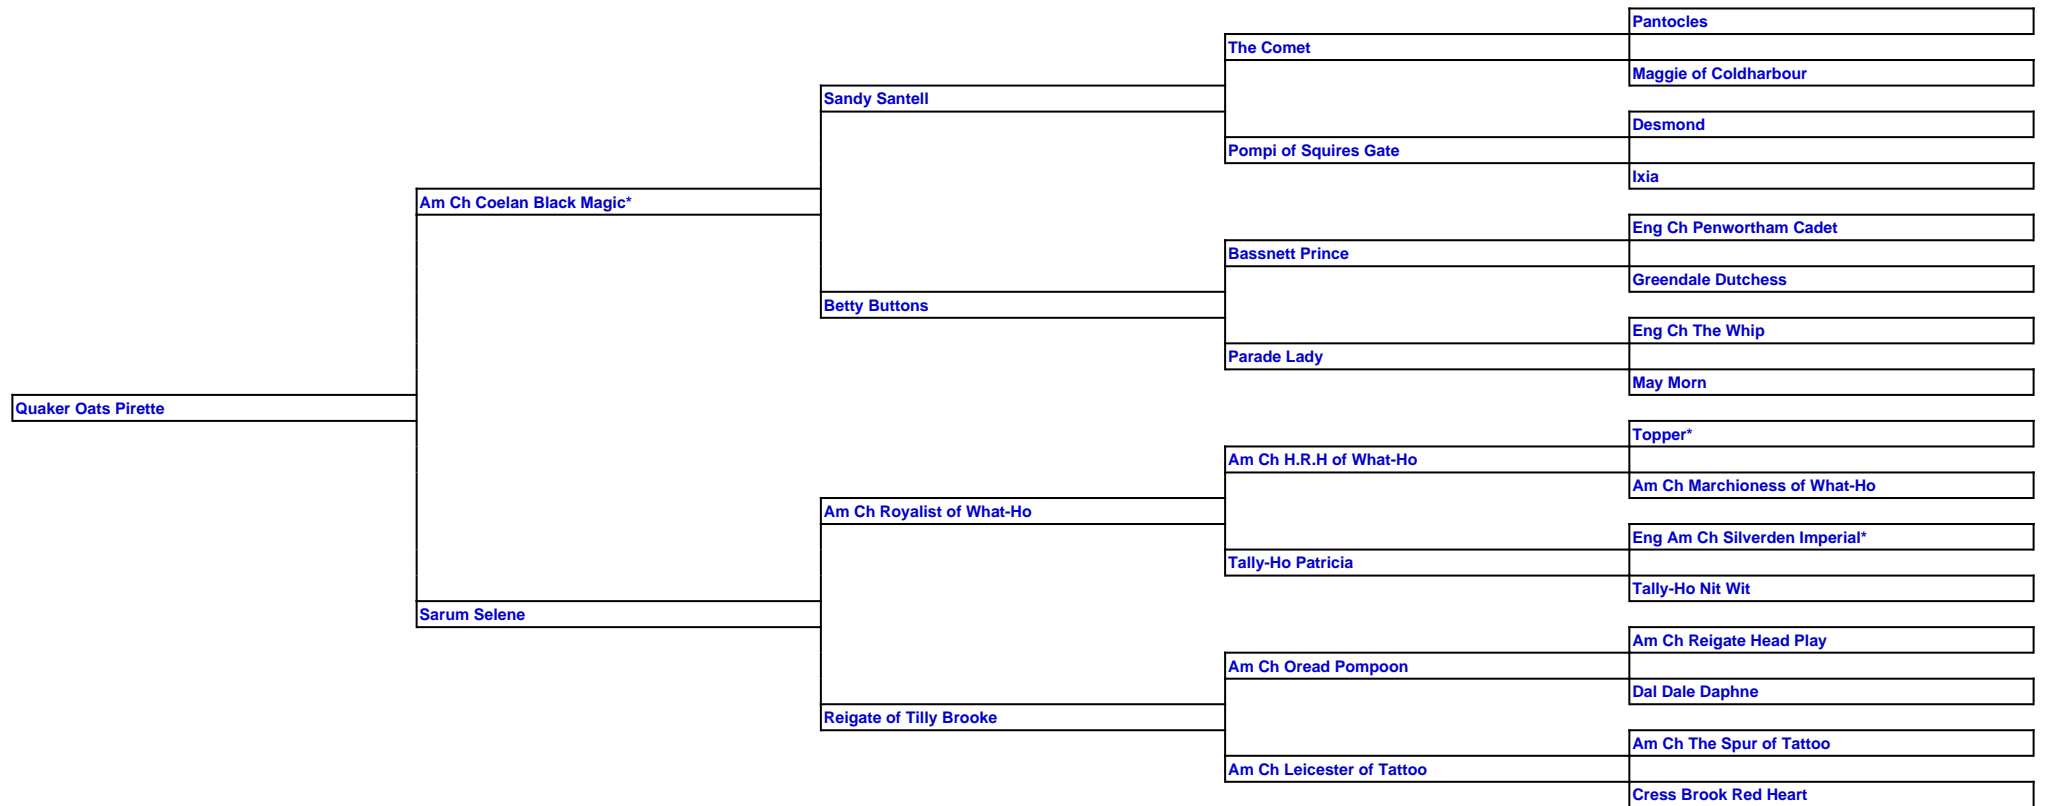 Pantocles
The Comet
Maggie of Coldharbour
Sandy Santell
Desmond
Pompi of Squires Gate
Ixia
Am Ch Coelan Black Magic*
Eng Ch Penwortham Cadet
Bassnett Prince
Greendale Dutchess
Betty Buttons
Eng Ch The Whip
Parade Lady
May Morn
Quaker Oats Pirette
Topper*
Am Ch H.R.H of What-Ho
Am Ch Marchioness of What-Ho
Am Ch Royalist of What-Ho
Eng Am Ch Silverden Imperial*
Tally-Ho Patricia
Tally-Ho Nit Wit
Sarum Selene
Am Ch Reigate Head Play
Am Ch Oread Pompoon
Dal Dale Daphne
Reigate of Tilly Brooke
Am Ch The Spur of Tattoo
Am Ch Leicester of Tattoo
Cress Brook Red Heart